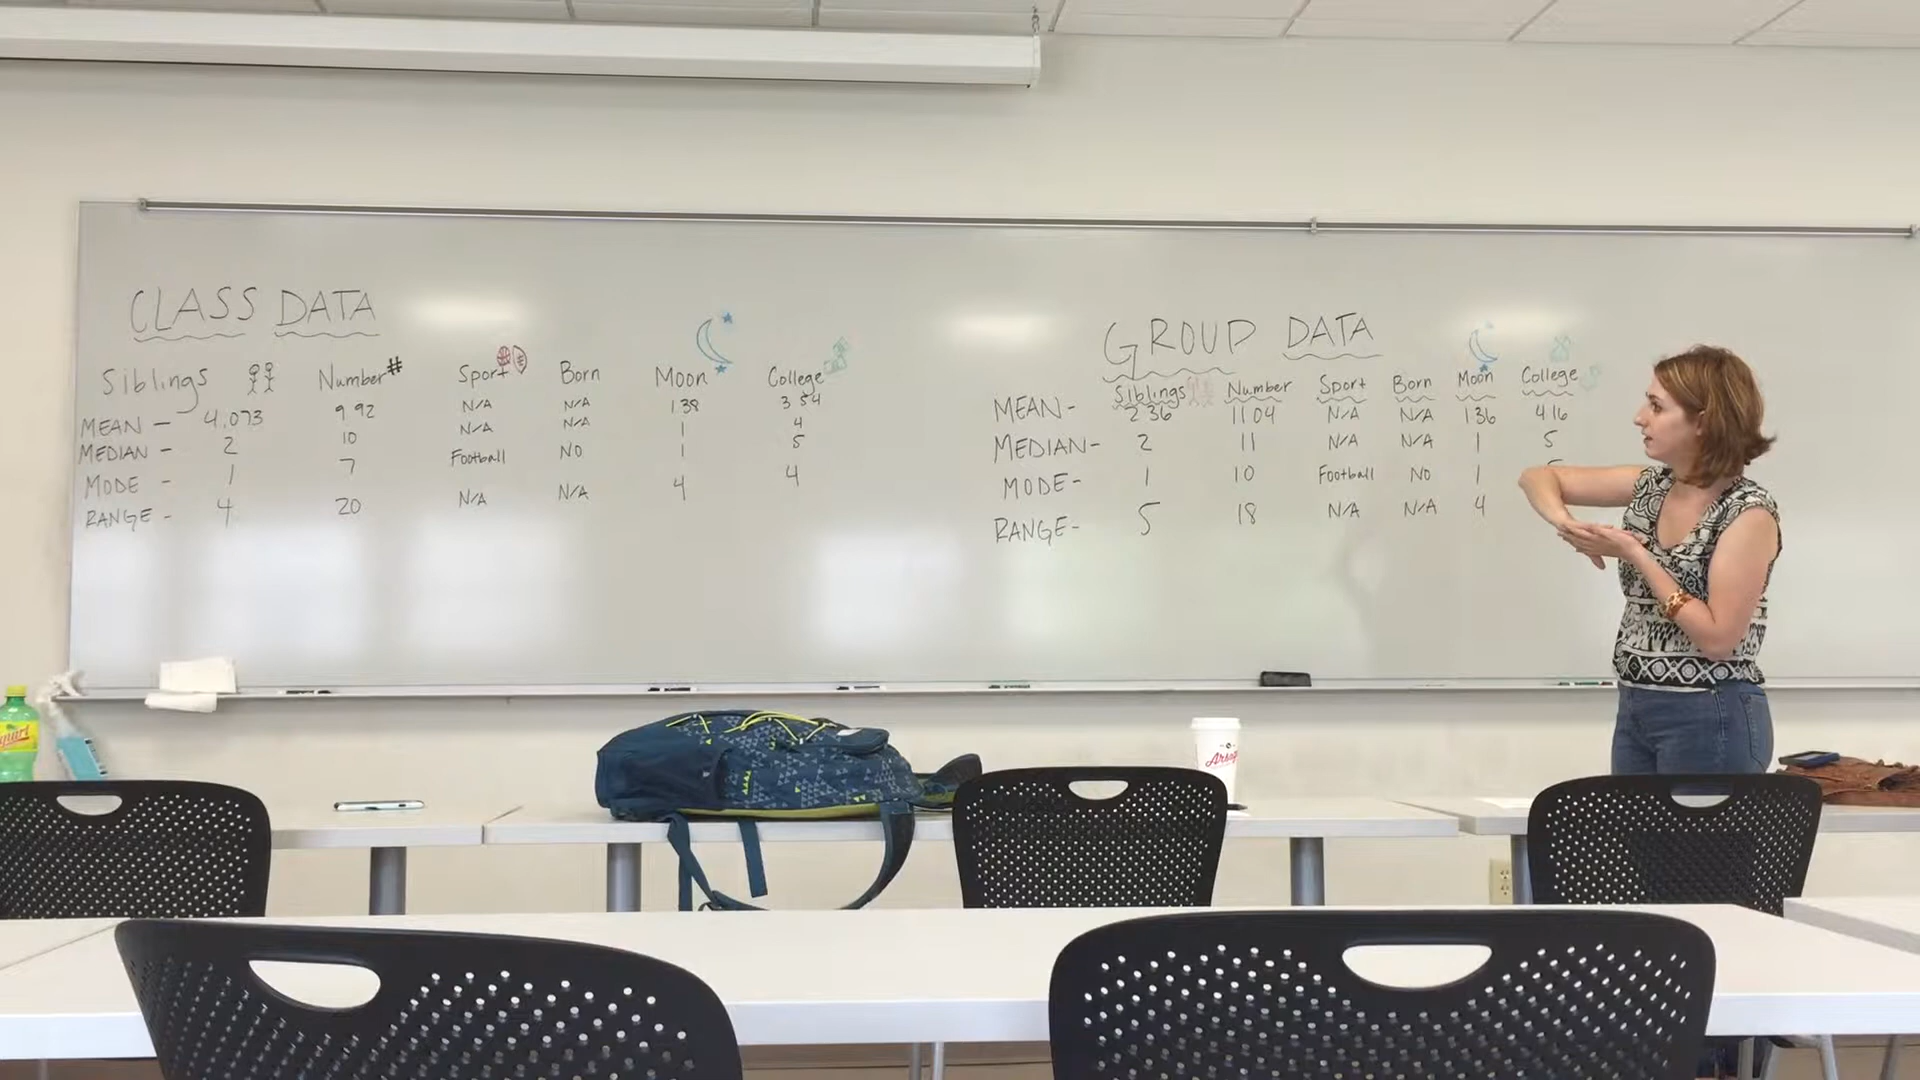 CLASS DATA
Siblings Number# Sport Born Moon College
MEAN - 4,073 9.92 N/A N/A 1.38 3.54
MEDIAN - 2 10 N/A N/A 1 4
MODE - 1 7 Football NO 1 5
RANGE - 4 20 N/A N/A 4 4
GROUP DATA
Siblings Number Sport Born Moon College
MEAN- 2.36 11.04 N/A N/A 1.36 4.16
MEDIAN- 2 11 N/A N/A 1 5
MODE- 1 10 Football NO 1
RANGE- 5 18 N/A N/A 4